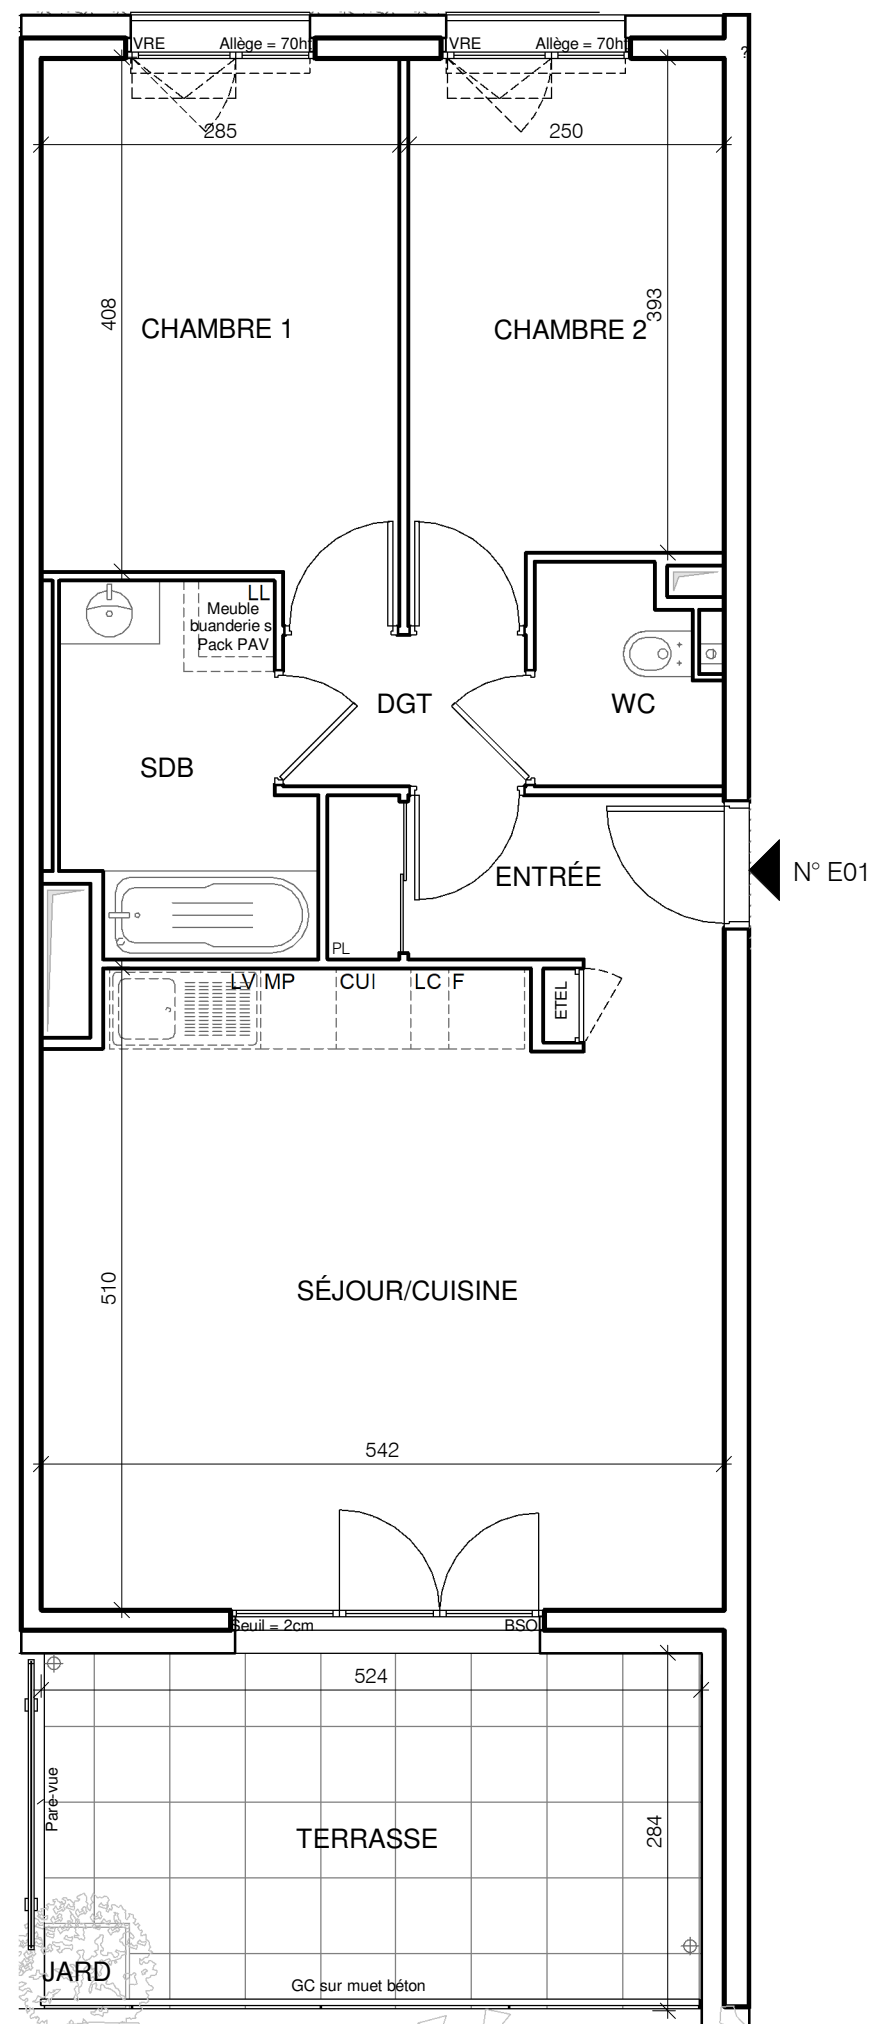 VRE
Allège = 70ht
VRE
Allège = 70ht
?
285
250
408
CHAMBRE 1
393
CHAMBRE 2
LL
Meuble
buanderie s
Pack PAV
DGT
WC
SDB
ENTRÉE
N° E01
PL
LV MP
CUI
LC F
ETEL
510
SÉJOUR/CUISINE
542
Seuil = 2cm
BSO
524
Pare-vue
TERRASSE
284
JARD
GC sur muet béton